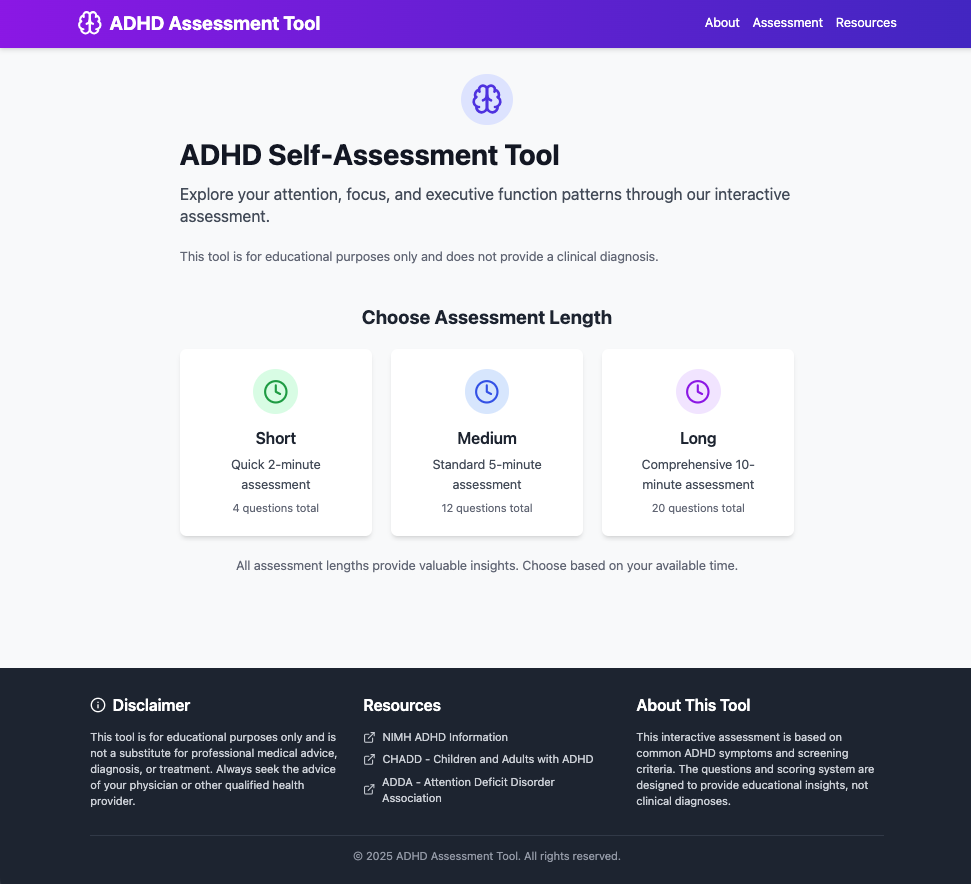 ADHD Assessment Tool
About Assessment Resources
ADHD Self-Assessment Tool
Explore your attention, focus, and executive function patterns through our interactive
assessment.
This tool is for educational purposes only and does not provide a clinical diagnosis.
Choose Assessment Length
Short
Quick 2-minute
assessment
4 questions total
Medium
Standard 5-minute
assessment
12 questions total
Long
Comprehensive 10-
minute assessment
20 questions total
All assessment lengths provide valuable insights. Choose based on your available time.
Disclaimer
This tool is for educational purposes only and is
not a substitute for professional medical advice,
diagnosis, or treatment. Always seek the advice
of your physician or other qualified health
provider.
Resources
NIMH ADHD Information
CHADD - Children and Adults with ADHD
ADDA - Attention Deficit Disorder
Association
About This Tool
This interactive assessment is based on
common ADHD symptoms and screening
criteria. The questions and scoring system are
designed to provide educational insights, not
clinical diagnoses.
© 2025 ADHD Assessment Tool. All rights reserved.